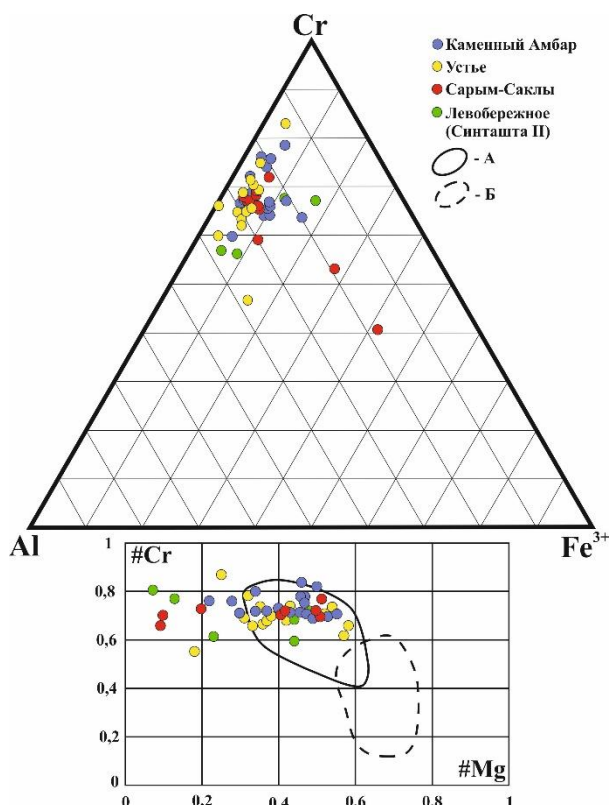 Cr
Каменный Амбар
Устье
Сарым-Саклы
Левобережное
(Синташта II)
- А
- Б
Al
Fe³⁺
1
#Cr
0,8
0,6
0,4
0,2
0
#Mg
0 0,2 0,4 0,6 0,8 1